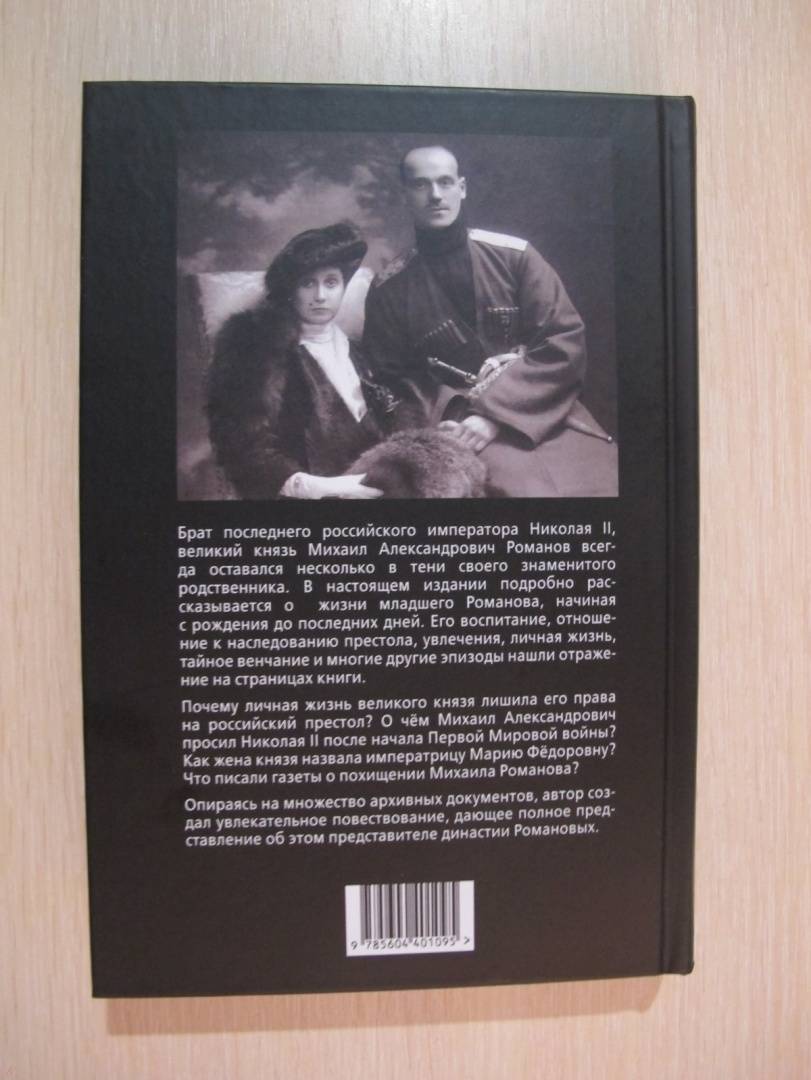 Брат последнего российского императора Николая II,
великий князь Михаил Александрович Романов всег-
да оставался несколько в тени своего знаменитого
родственника. В настоящем издании подробно рас-
сказывается о жизни младшего Романова, начиная
с рождения до последних дней. Его воспитание, отноше-
ние к наследованию престола, увлечения, личная жизнь,
тайное венчание и многие другие эпизоды нашли отраже-
ние на страницах книги.
Почему личная жизнь великого князя лишила его права
на российский престол? О чём Михаил Александрович
просил Николая II после начала Первой Мировой войны?
Как жена князя назвала императрицу Марию Фёдоровну?
Что писали газеты о похищении Михаила Романова?
Опираясь на множество архивных документов, автор соз-
дал увлекательное повествование, дающее полное пред-
ставление об этом представителе династии Романовых.
9 785604 401095 >